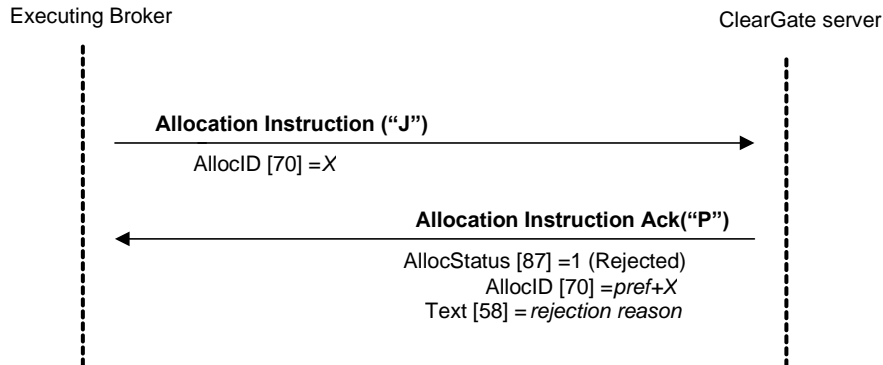 Executing Broker
ClearGate server
Allocation Instruction (“J”)
AllocID [70] =X
Allocation Instruction Ack(“P”)
AllocStatus [87] =1 (Rejected)
AllocID [70] =pref+X
Text [58] = rejection reason